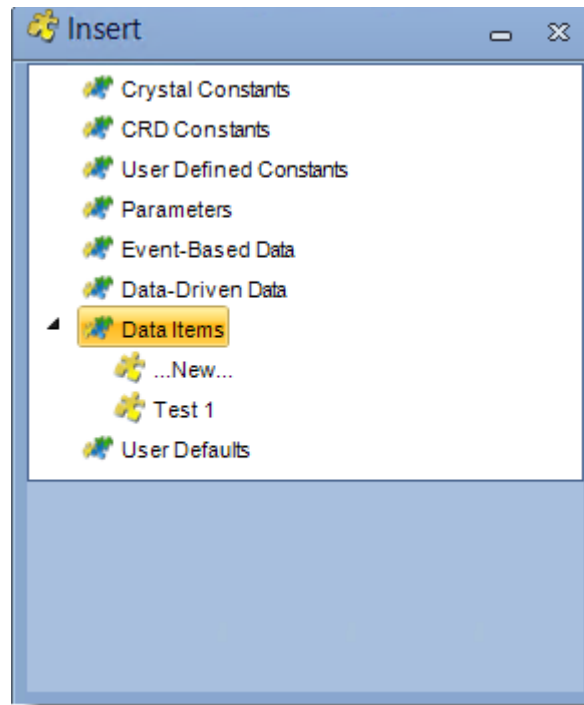 Insert
Crystal Constants
CRD Constants
User Defined Constants
Parameters
Event-Based Data
Data-Driven Data
Data Items
...New...
Test 1
User Defaults